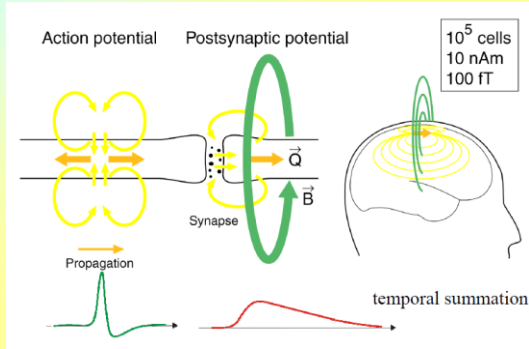 Action potential
Postsynaptic potential
10⁵ cells
10 nAm
100 fT
Q⃗
B⃗
Synapse
Propagation
temporal summation